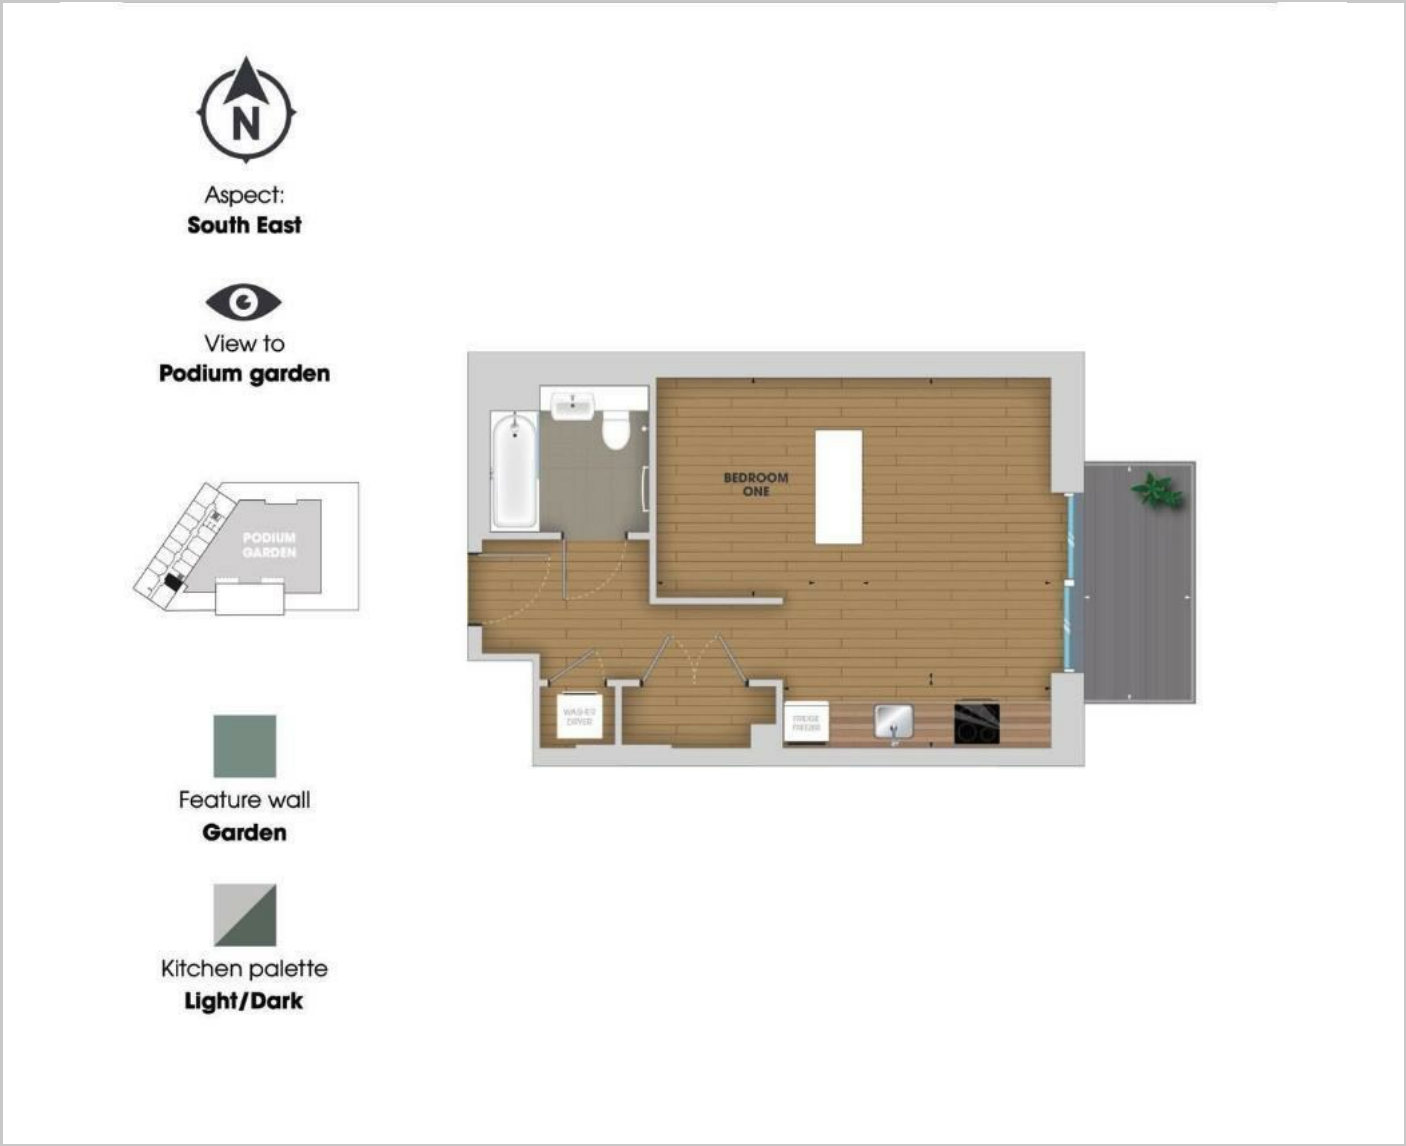 N
Aspect:
South East
View to
Podium garden
PODIUM
GARDEN
Feature wall
Garden
Kitchen palette
Light/Dark
BEDROOM
ONE
WASHER
DRYER
FRIDGE
FREEZER